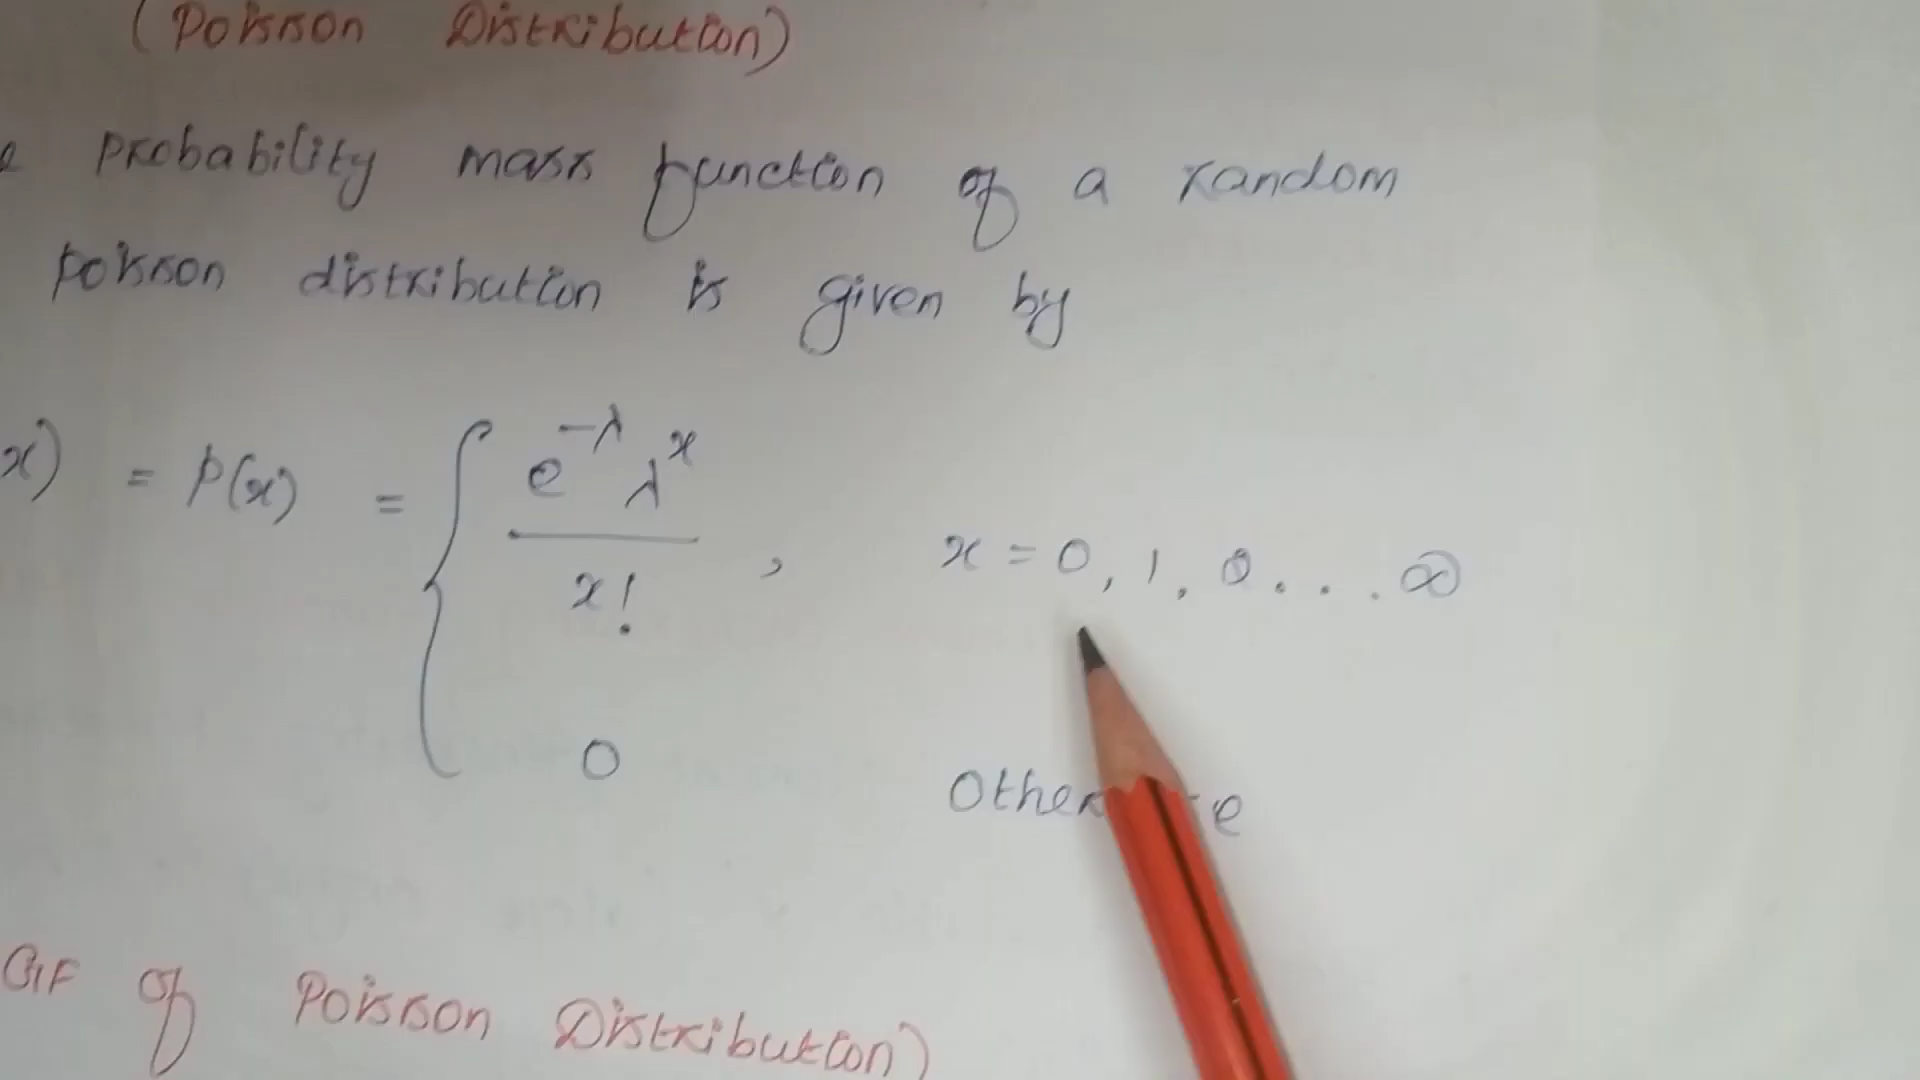 (Poisson Distribution)
probability mass function of a random
poisson distribution is given by
x) = p(x) = { e^{-λ} λ^x / x! , x = 0, 1, 0 . . . . ∞
0 Other e
GF of Poisson Distribution)